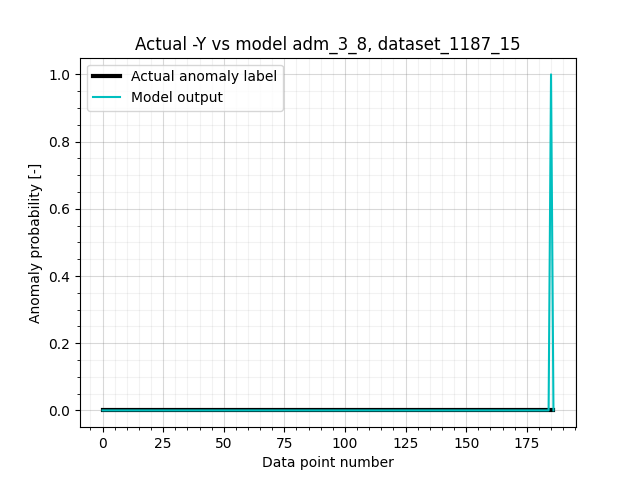 Actual -Y vs model adm_3_8, dataset_1187_15
Actual anomaly label
Model output
1.0
0.8
0.6
0.4
0.2
0.0
Anomaly probability [-]
0 25 50 75 100 125 150 175
Data point number